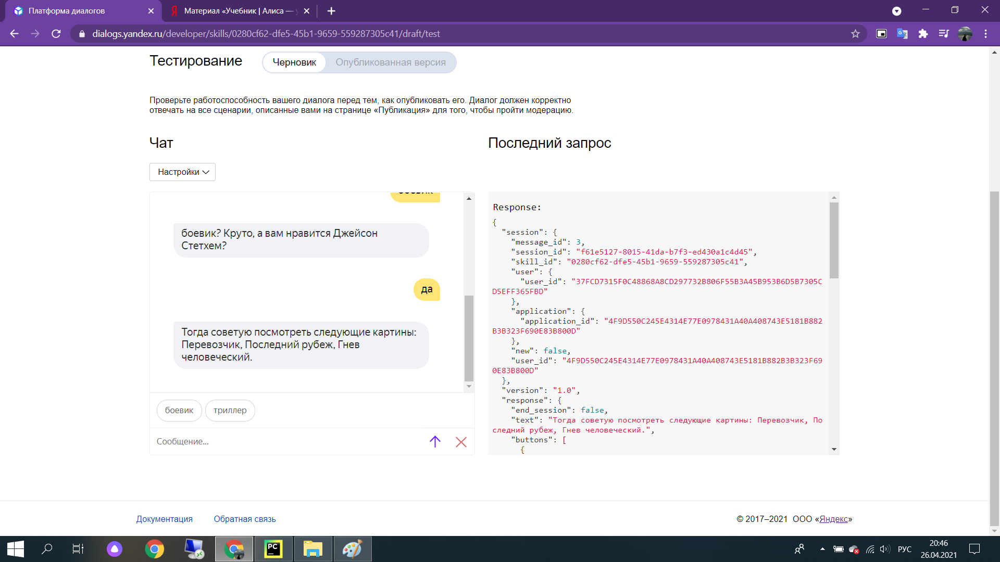 Платформа диалогов
Материал «Учебник | Алиса —
dialogs.yandex.ru/developer/skills/0280cf62-dfe5-45b1-9659-559287305c41/draft/test
Тестирование
Черновик
Опубликованная версия
Проверьте работоспособность вашего диалога перед тем, как опубликовать его. Диалог должен корректно
отвечать на все сценарии, описанные вами на странице «Публикация» для того, чтобы пройти модерацию.
Чат
Настройки
боевик
боевик? Круто, а вам нравится Джейсон
Стетхем?
да
Тогда советую посмотреть следующие картины:
Перевозчик, Последний рубеж, Гнев
человеческий.
боевик
триллер
Сообщение...
Последний запрос
Response:
{
"session": {
"message_id": 3,
"session_id": "f61e5127-8015-41da-b7f3-ed430a1c4d45",
"skill_id": "0280cf62-dfe5-45b1-9659-559287305c41",
"user": {
"user_id": "37FCD7315F0C48868A8CD297732B806F55B3A45B953B6D5B7305C
D5EFF365FBD"
},
"application": {
"application_id": "4F9D550C245E4314E77E0978431A40A408743E5181B882
B3B323F690E83B800D"
},
"new": false,
"user_id": "4F9D550C245E4314E77E0978431A40A408743E5181B882B3B323F69
0E83B800D"
},
"version": "1.0",
"response": {
"end_session": false,
"text": "Тогда советую посмотреть следующие картины: Перевозчик, По
следний рубеж, Гнев человеческий.",
"buttons": [
{
Документация
Обратная связь
© 2017–2021 ООО «Яндекс»
PC
РУС
20:46
26.04.2021